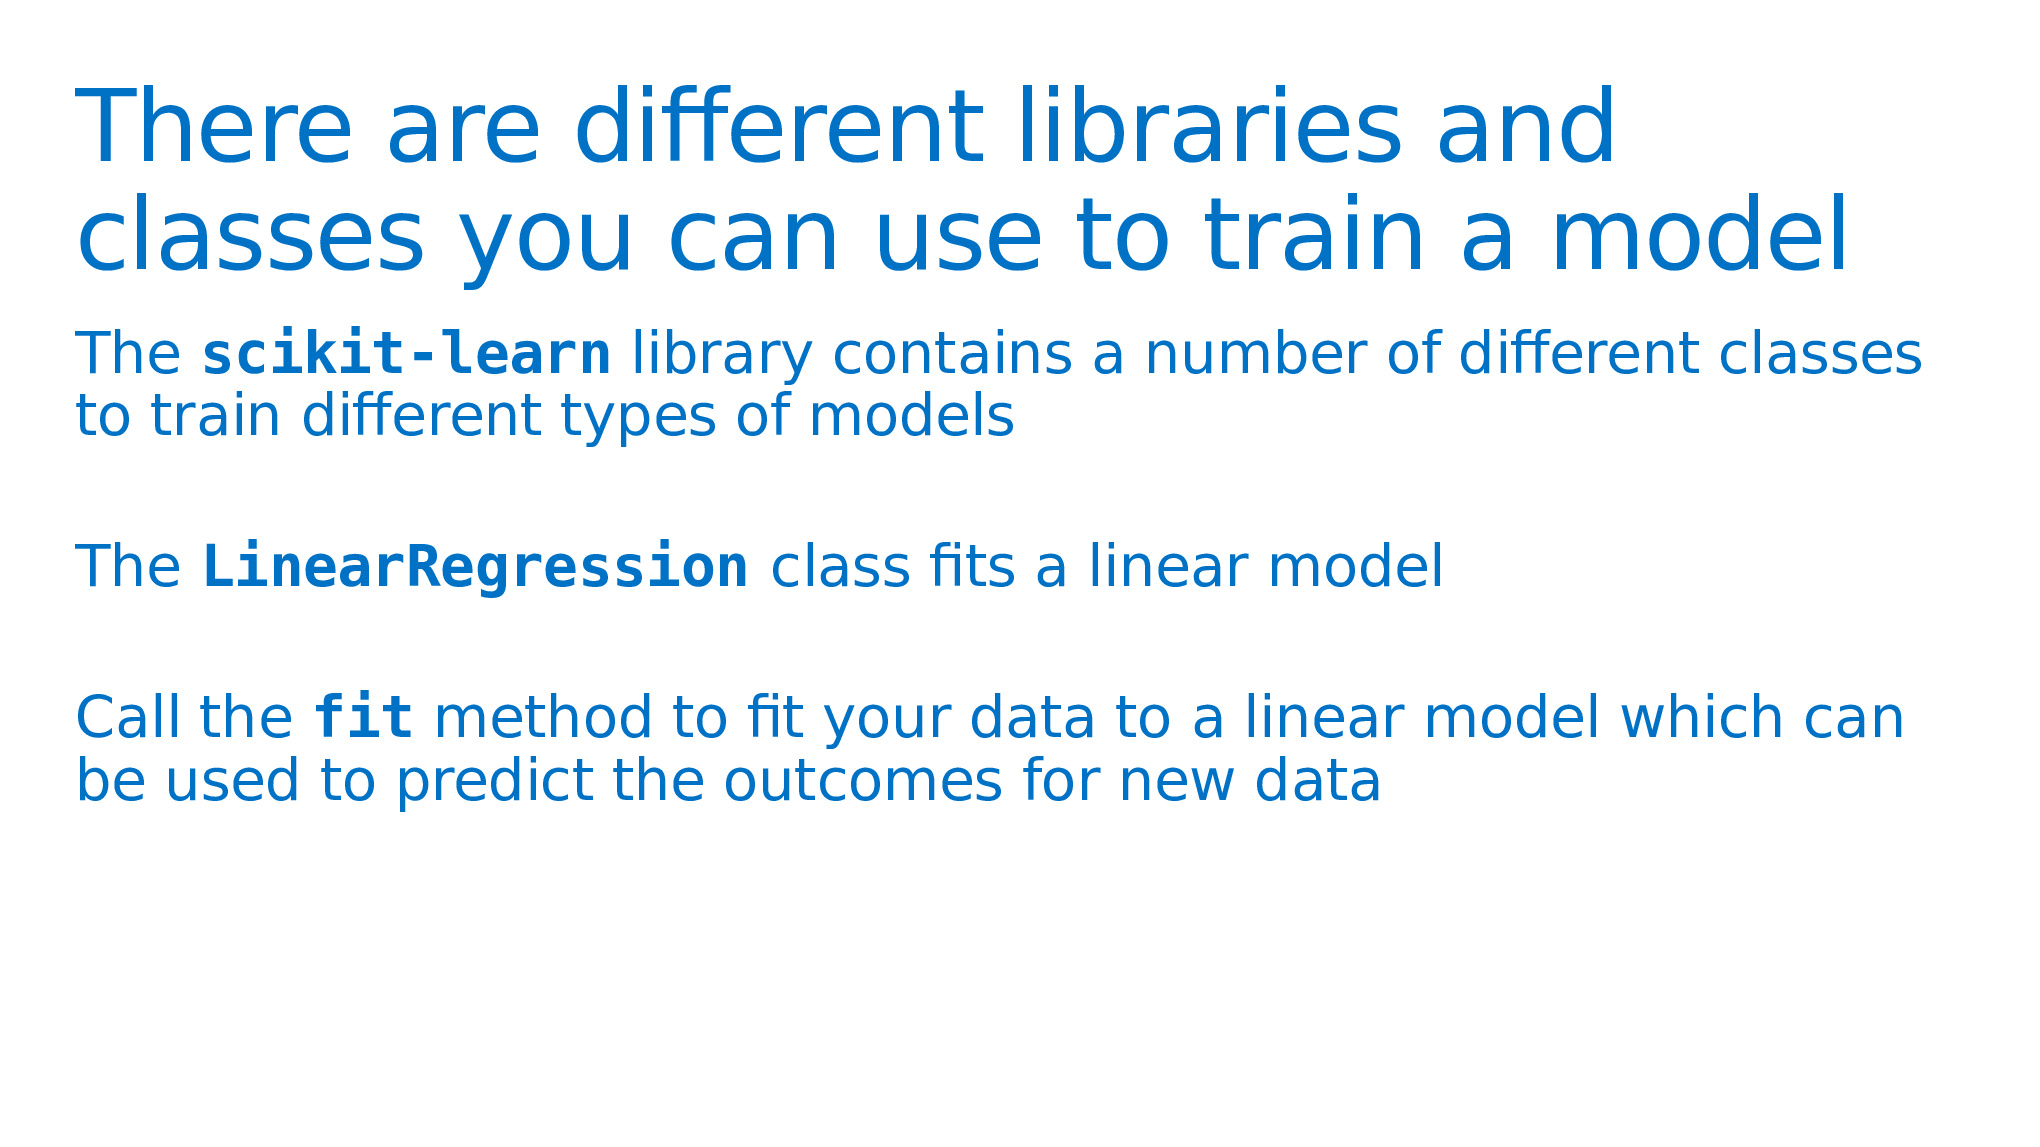 There are different libraries and
classes you can use to train a model
The scikit-learn library contains a number of different classes
to train different types of models
The LinearRegression class fits a linear model
Call the fit method to fit your data to a linear model which can
be used to predict the outcomes for new data